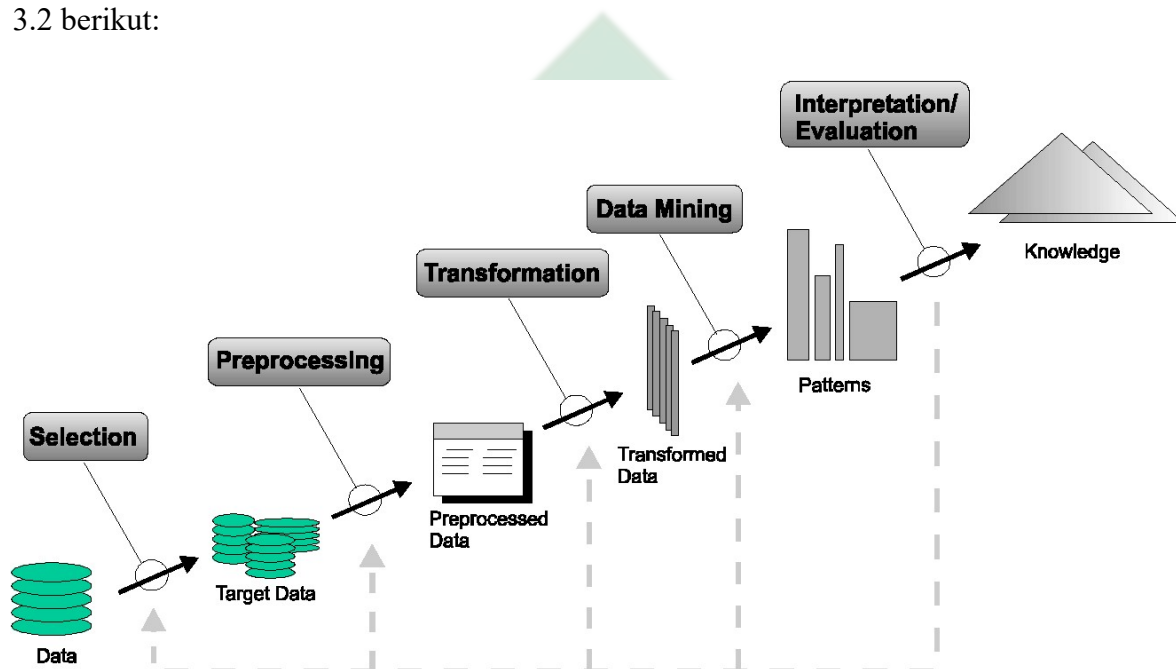 3.2 berikut:
Interpretation/
Evaluation
Data Mining
Knowledge
Transformation
Patterns
Preprocessing
Transformed
Data
Selection
Preprocessed
Data
Target Data
Data